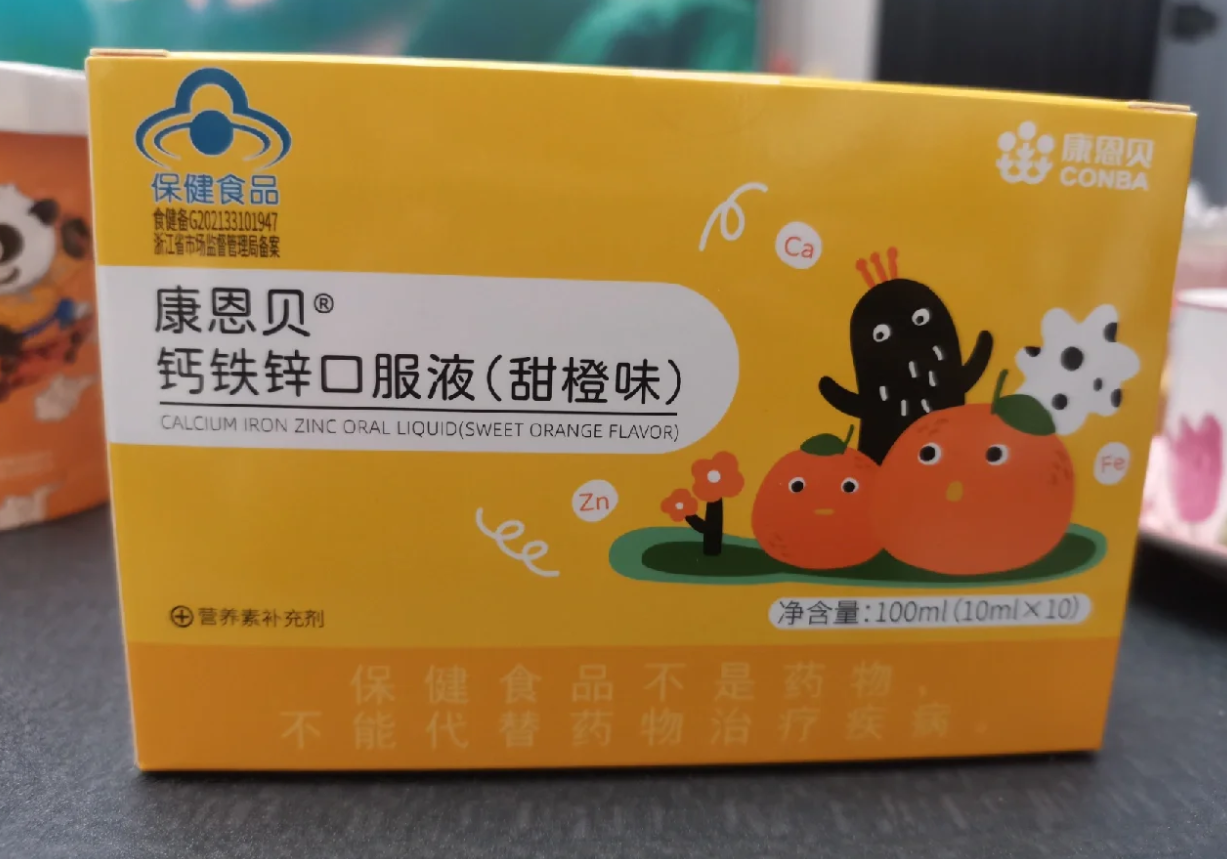 保健食品
食健备G202133101947
浙江省市场监督管理局备案
康恩贝
CONBA
Ca
康恩贝®
钙铁锌口服液(甜橙味)
CALCIUM IRON ZINC ORAL LIQUID(SWEET ORANGE FLAVOR)
Fe
Zn
营养素补充剂
净含量:100ml(10ml×10)
保健食品不是药物,
不能代替药物治疗疾病。